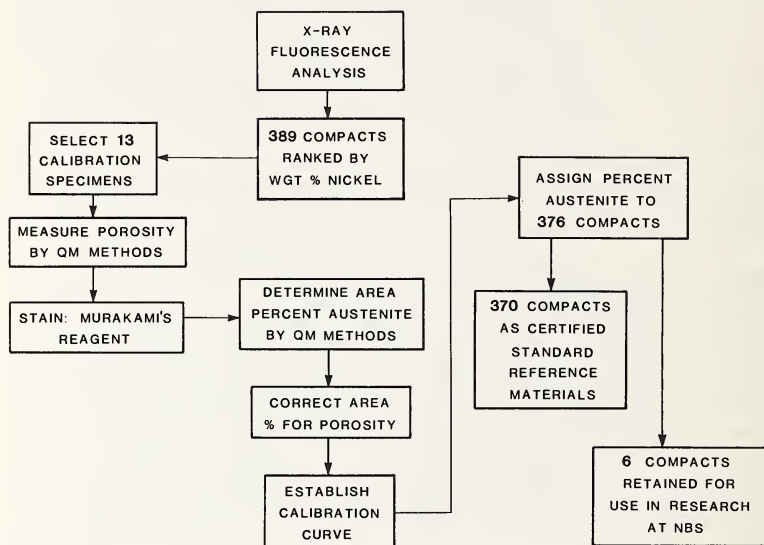 X-RAY
FLUORESCENCE
ANALYSIS
389 COMPACTS
RANKED BY
WGT % NICKEL
SELECT 13
CALIBRATION
SPECIMENS
MEASURE POROSITY
BY QM METHODS
STAIN: MURAKAMI'S
REAGENT
DETERMINE AREA
PERCENT AUSTENITE
BY QM METHODS
CORRECT AREA
% FOR POROSITY
ESTABLISH
CALIBRATION
CURVE
ASSIGN PERCENT
AUSTENITE TO
376 COMPACTS
370 COMPACTS
AS CERTIFIED
STANDARD
REFERENCE
MATERIALS
6 COMPACTS
RETAINED FOR
USE IN RESEARCH
AT NBS